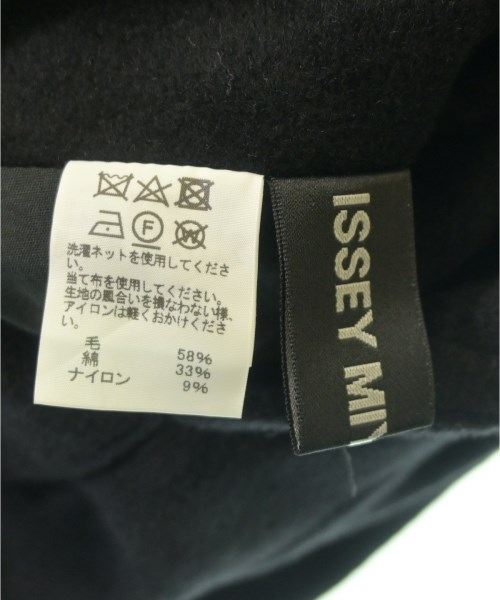 F W
洗濯ネットを使用してくださ
い。
当て布を使用してください。
生地の風合いを損なわない様、
アイロンは軽くおかけくださ
い。
毛 58%
綿 33%
ナイロン 9%
ISSEY MIY